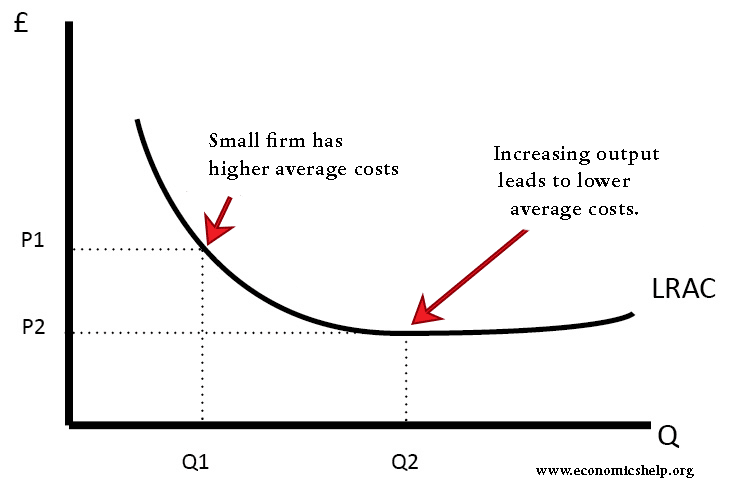 £
Small firm has
higher average costs
Increasing output
leads to lower
average costs.
P1
LRAC
P2
Q
Q1
Q2
www.economicshelp.org